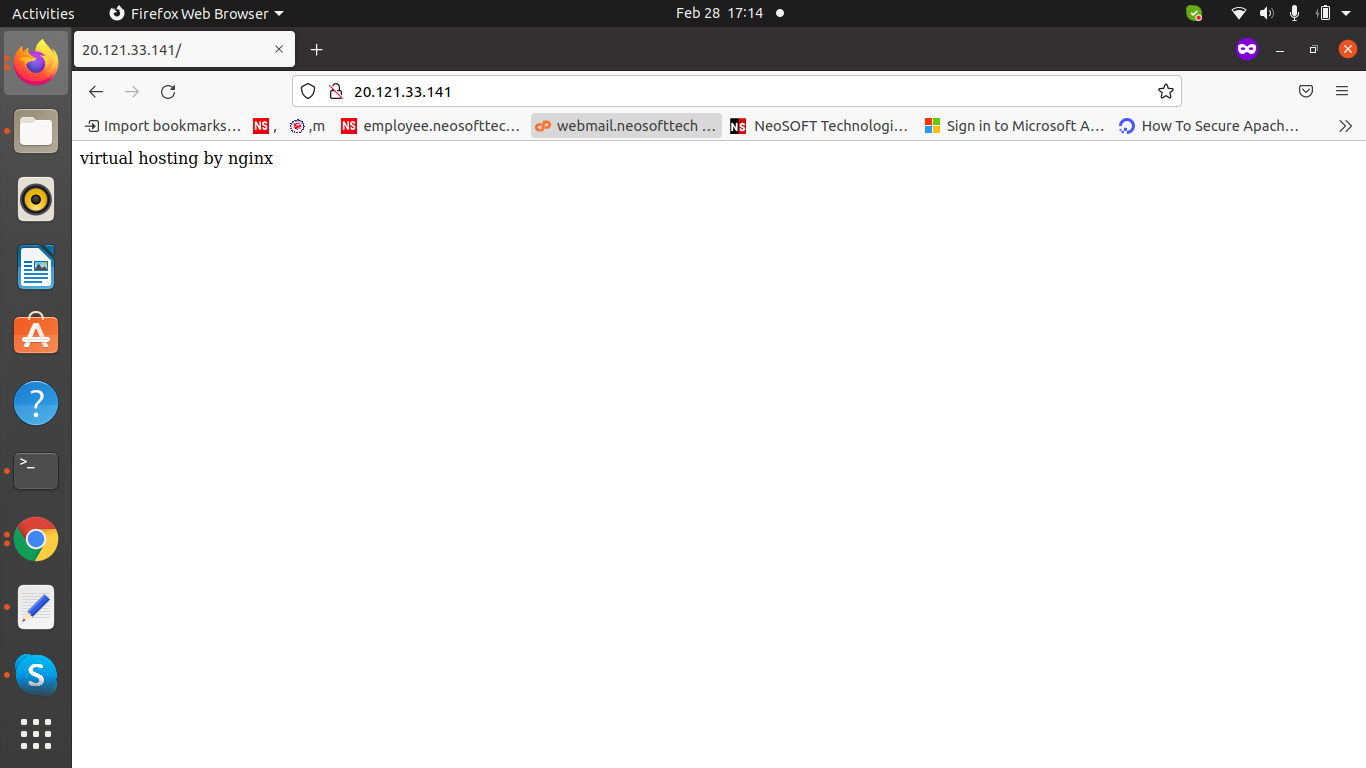 Activities Firefox Web Browser Feb 28 17:14
20.121.33.141/
20.121.33.141
Import bookmarks... NS , ,m NS employee.neosofttec... cP webmail.neosofttech ... NS NeoSOFT Technologi... Sign in to Microsoft A... How To Secure Apach...
virtual hosting by nginx